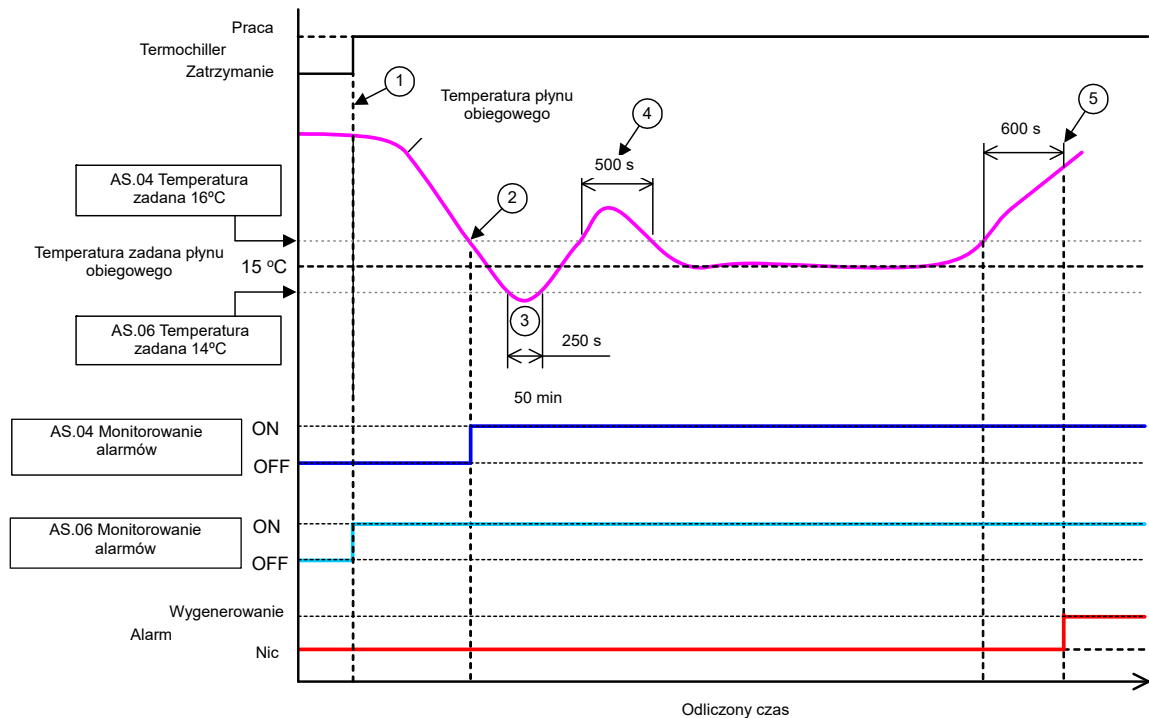 Praca
Termochiller
Zatrzymanie
1
Temperatura płynu
obiegowego
4
5
500 s
600 s
AS.04 Temperatura
zadana 16ºC
2
Temperatura zadana płynu
obiegowego
15 ºC
AS.06 Temperatura
zadana 14ºC
3
250 s
50 min
AS.04 Monitorowanie
alarmów
ON
OFF
AS.06 Monitorowanie
alarmów
ON
OFF
Wygenerowanie
Alarm
Nic
Odliczony czas